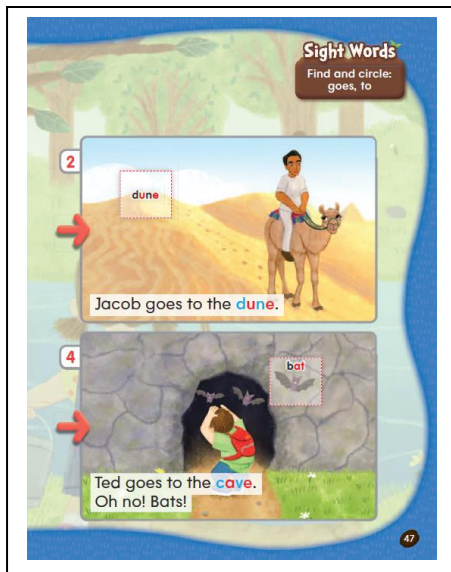 Sight Words
Find and circle:
goes, to
2
dune
Jacob goes to the dune.
4
bat
Ted goes to the cave.
Oh no! Bats!
47